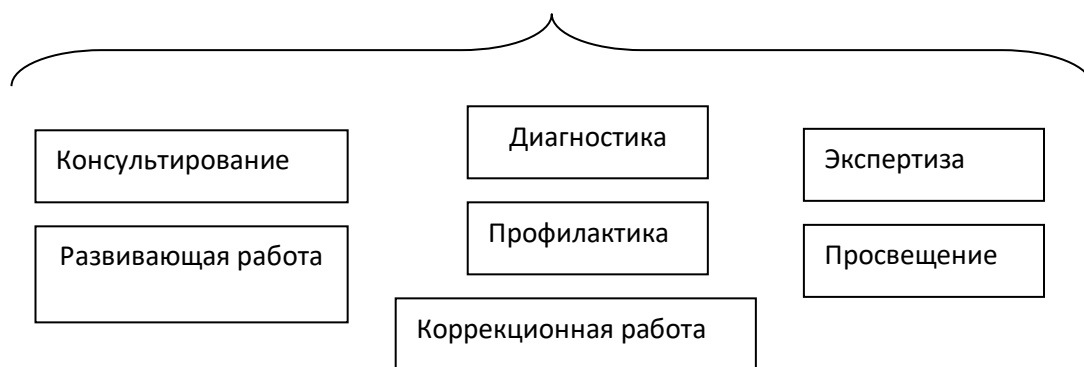 Консультирование
Диагностика
Экспертиза
Развивающая работа
Профилактика
Просвещение
Коррекционная работа